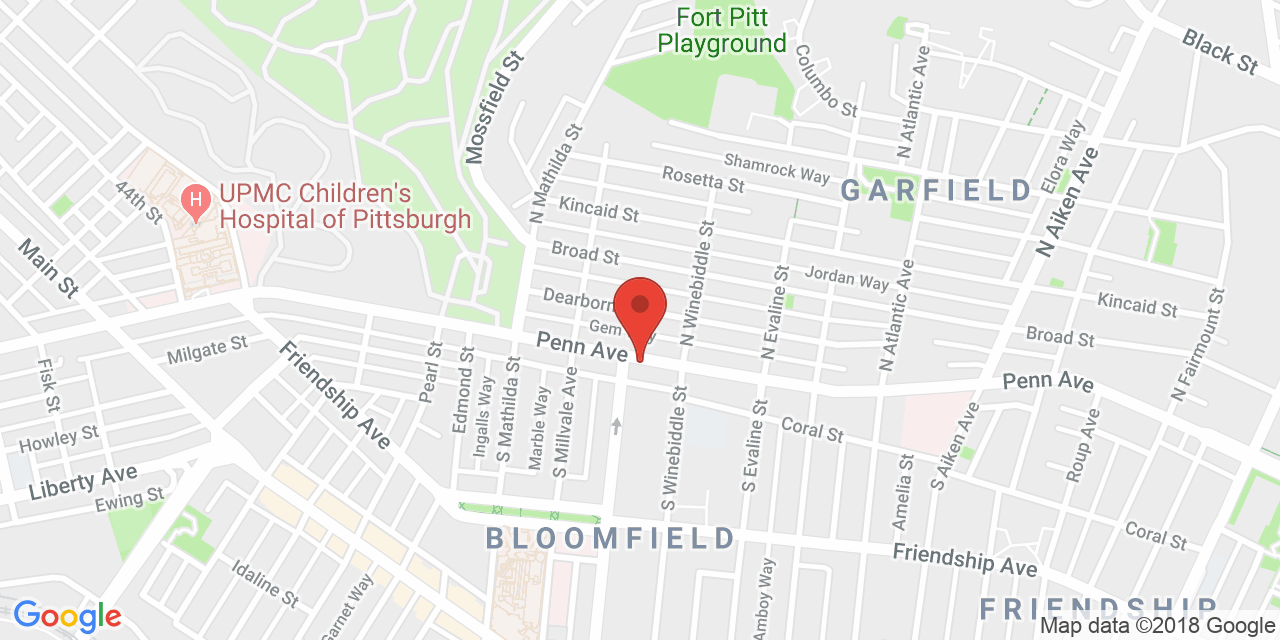 Fort Pitt
Playground
Black St
Columbo St
N Atlantic Ave
Mossfield St
N Mathilda St
Elora Way
Shamrock Way
Rosetta St
GARFIELD
N Aiken Ave
44th St
H
UPMC Children's
Hospital of Pittsburgh
Kincaid St
Main St
Broad St
N Winebiddle St
Jordan Way
N Evaline St
N Atlantic Ave
Kincaid St
Dearborn
Gem
Broad St
N Fairmount St
Penn Ave
Milgate St
Friendship Ave
Fisk St
Pearl St
Edmond St
Ingalls Way
S Mathilda St
Marble Way
S Millvale Ave
Penn Ave
S Winebiddle St
S Evaline St
Coral St
S Aiken Ave
Roup Ave
Howley St
Liberty Ave
Ewing St
Amelia St
Coral St
BLOOMFIELD
Friendship Ave
Idaline St
Garnet Way
Amboy Way
FRIENDSHIP
Google
Map data ©2018 Google